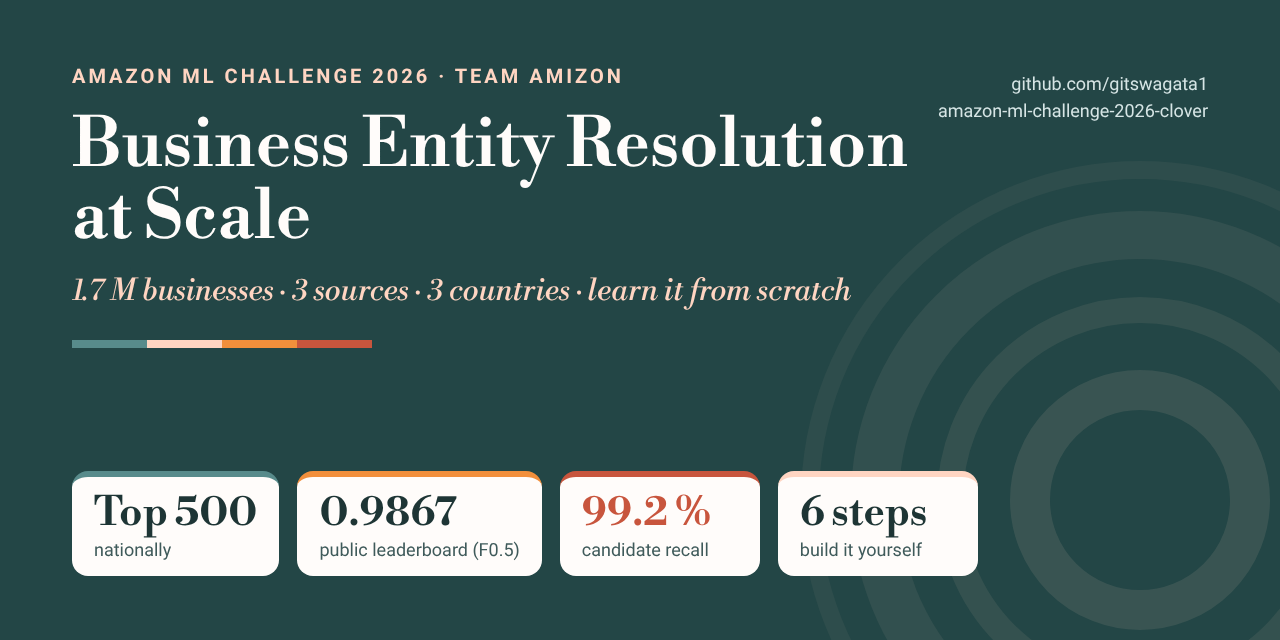 AMAZON ML CHALLENGE 2026 · TEAM AMIZON
github.com/gitswagata1
amazon-ml-challenge-2026-clover
Business Entity Resolution
at Scale
1.7 M businesses · 3 sources · 3 countries · learn it from scratch
Top 500
nationally
0.9867
public leaderboard (F0.5)
99.2 %
candidate recall
6 steps
build it yourself